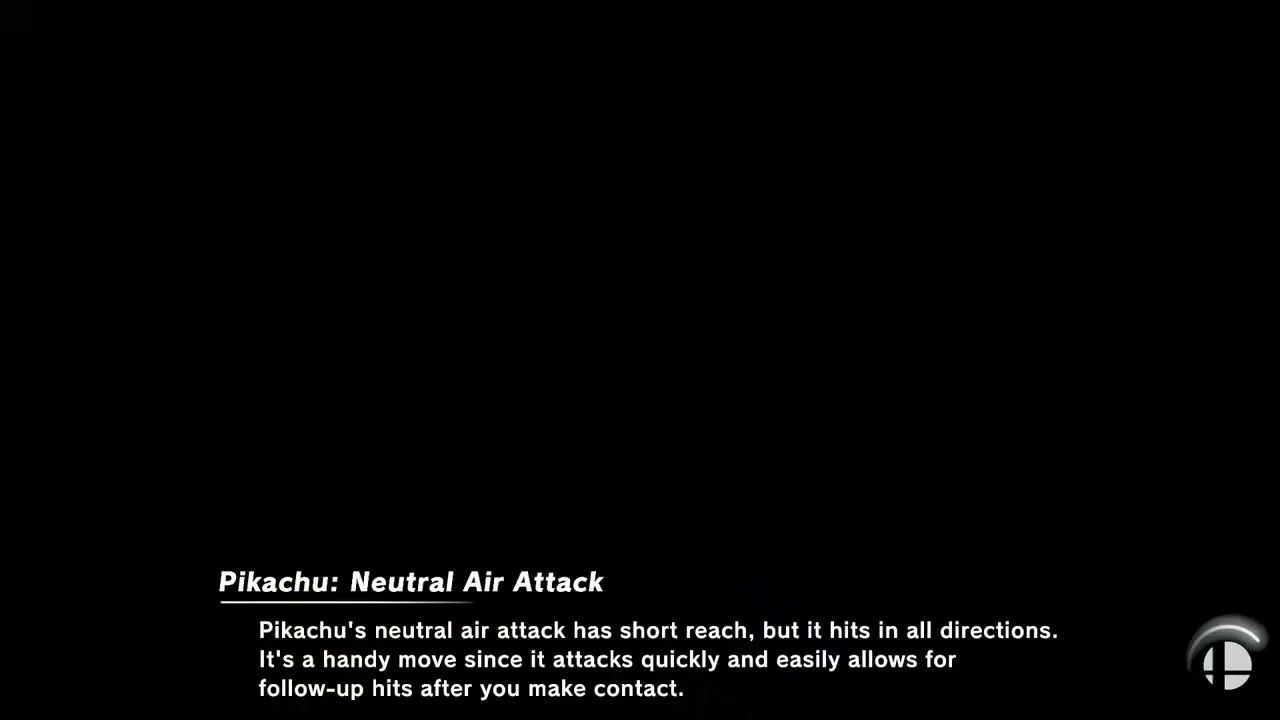 Pikachu: Neutral Air Attack
Pikachu's neutral air attack has short reach, but it hits in all directions.
It's a handy move since it attacks quickly and easily allows for
follow-up hits after you make contact.